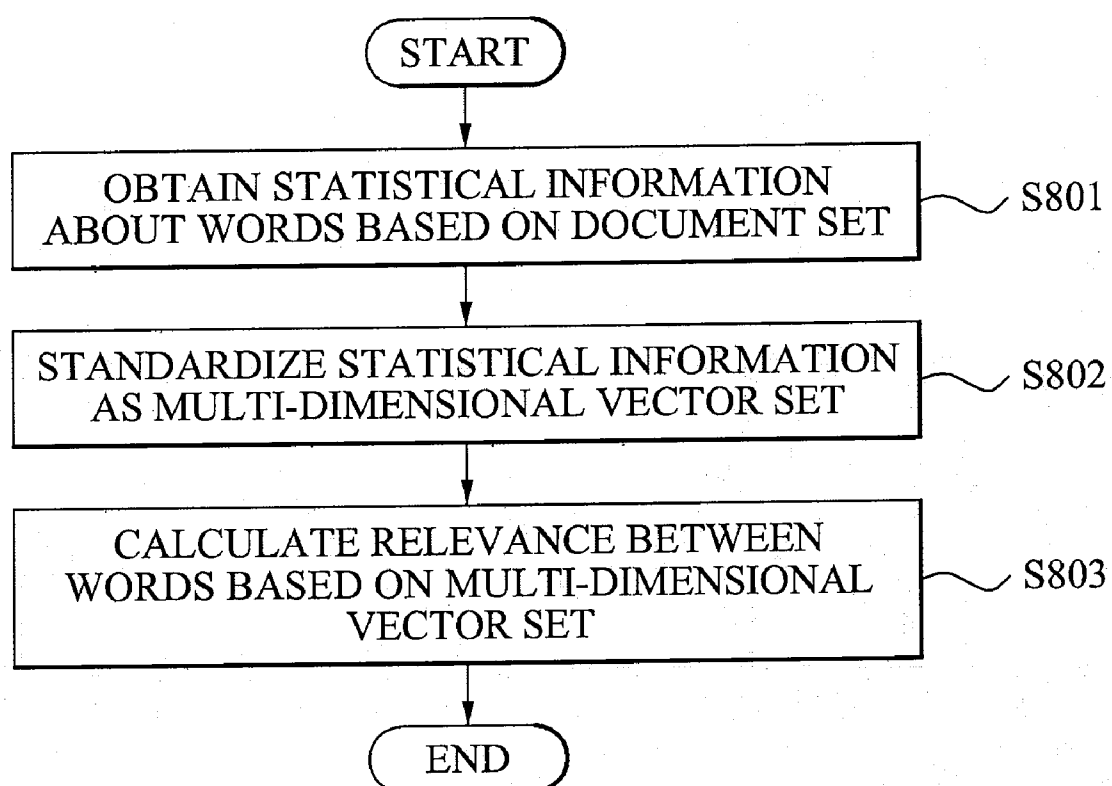 START
OBTAIN STATISTICAL INFORMATION
ABOUT WORDS BASED ON DOCUMENT SET
S801
STANDARDIZE STATISTICAL INFORMATION
AS MULTI-DIMENSIONAL VECTOR SET
S802
CALCULATE RELEVANCE BETWEEN
WORDS BASED ON MULTI-DIMENSIONAL
VECTOR SET
S803
END